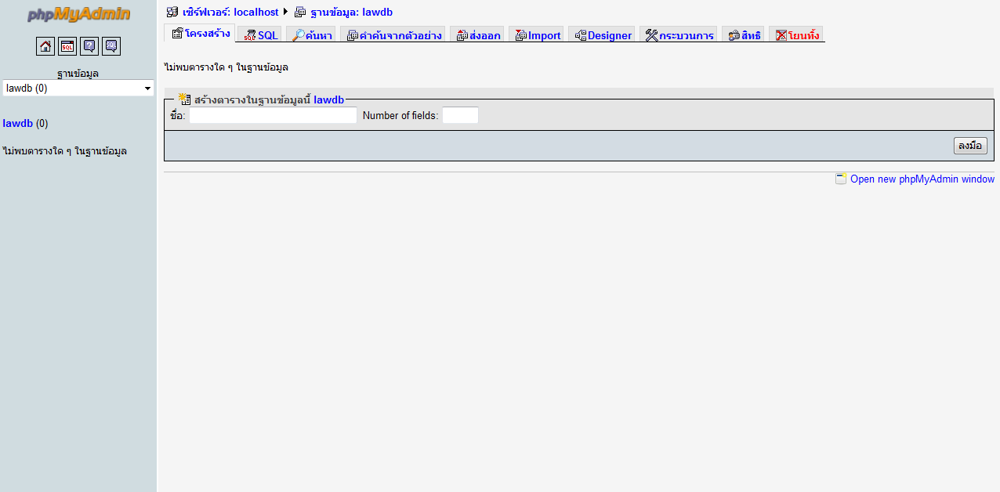 phpMyAdmin
SQL
SQL
ฐานข้อมูล
lawdb (0)
lawdb (0)
ไม่พบตารางใด ๆ ในฐานข้อมูล
เซิร์ฟเวอร์: localhost ฐานข้อมูล: lawdb
โครงสร้าง SQL ค้นหา คำค้นจากตัวอย่าง ส่งออก Import Designer กระบวนการ สิทธิ โยนทิ้ง
ไม่พบตารางใด ๆ ในฐานข้อมูล
สร้างตารางในฐานข้อมูลนี้ lawdb
ชื่อ: Number of fields:
ลงมือ
Open new phpMyAdmin window